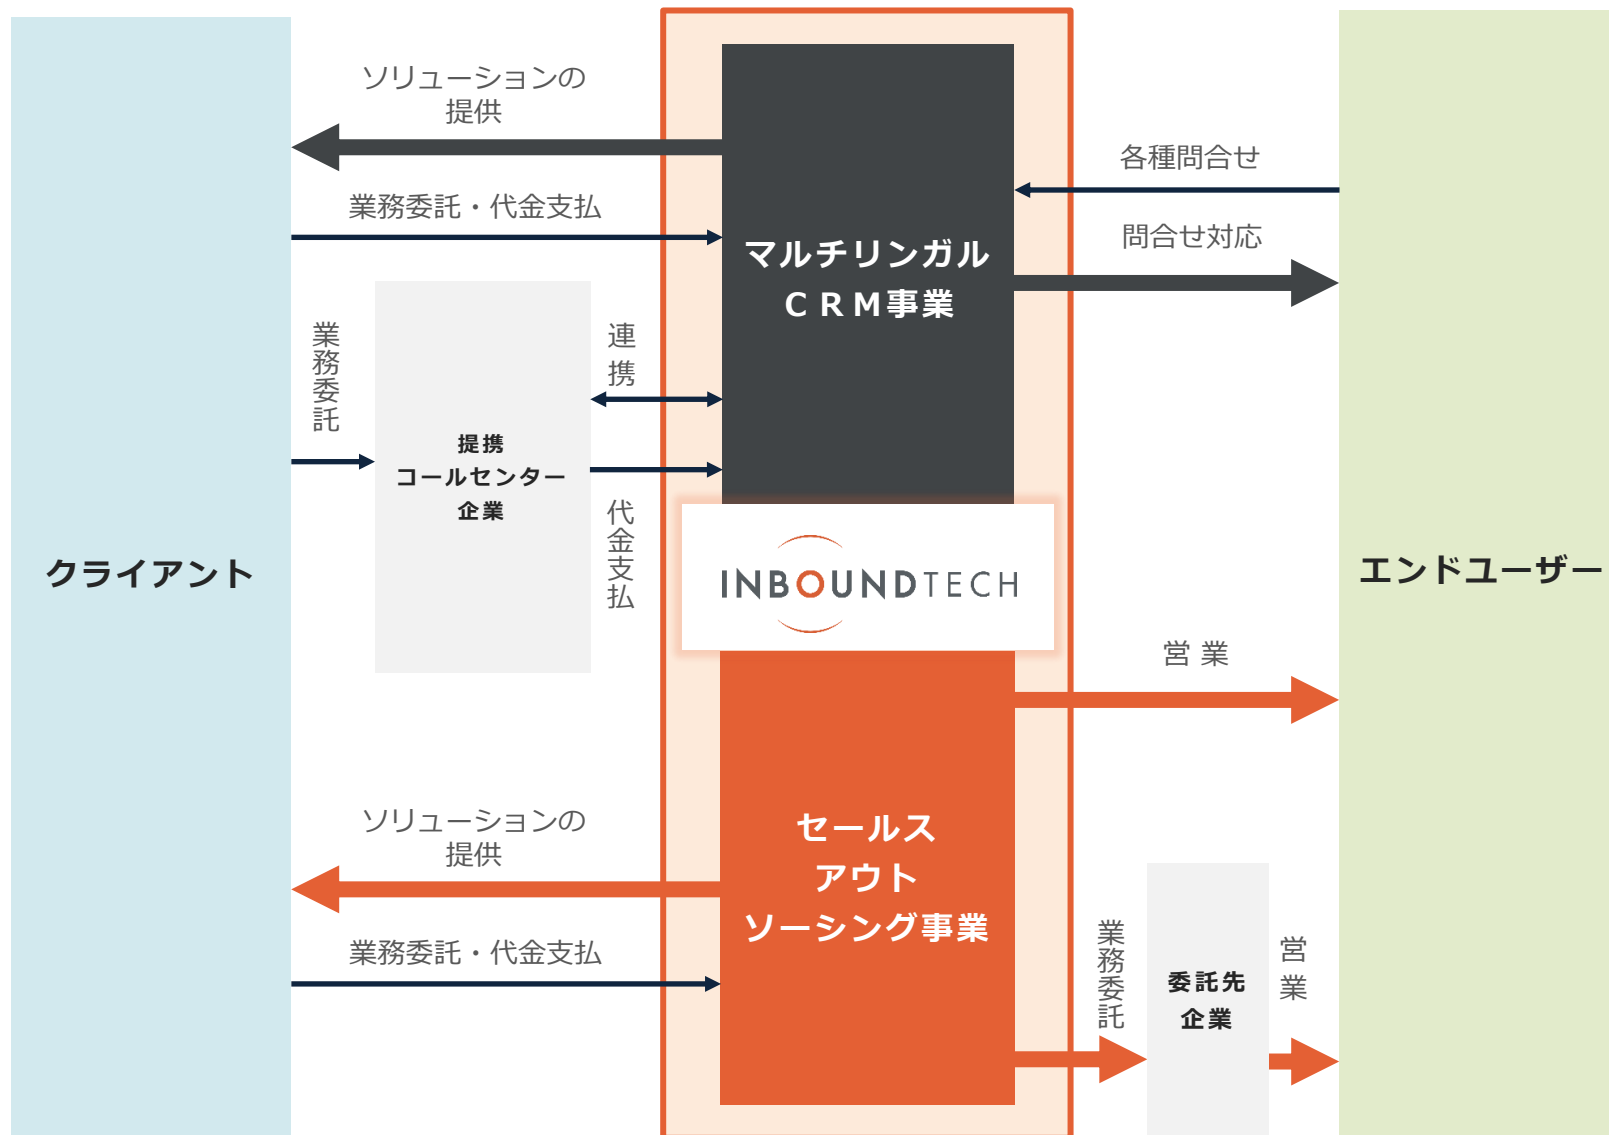 クライアント
ソリューションの
提供
業務委託・代金支払
業務委託
提携
コールセンター
企業
連携
代金支払
マルチリンガル
ＣＲＭ事業
INBOUNDTECH
セールス
アウト
ソーシング事業
ソリューションの
提供
業務委託・代金支払
各種問合せ
問合せ対応
営業
業務委託
委託先
企業
営業
エンドユーザー